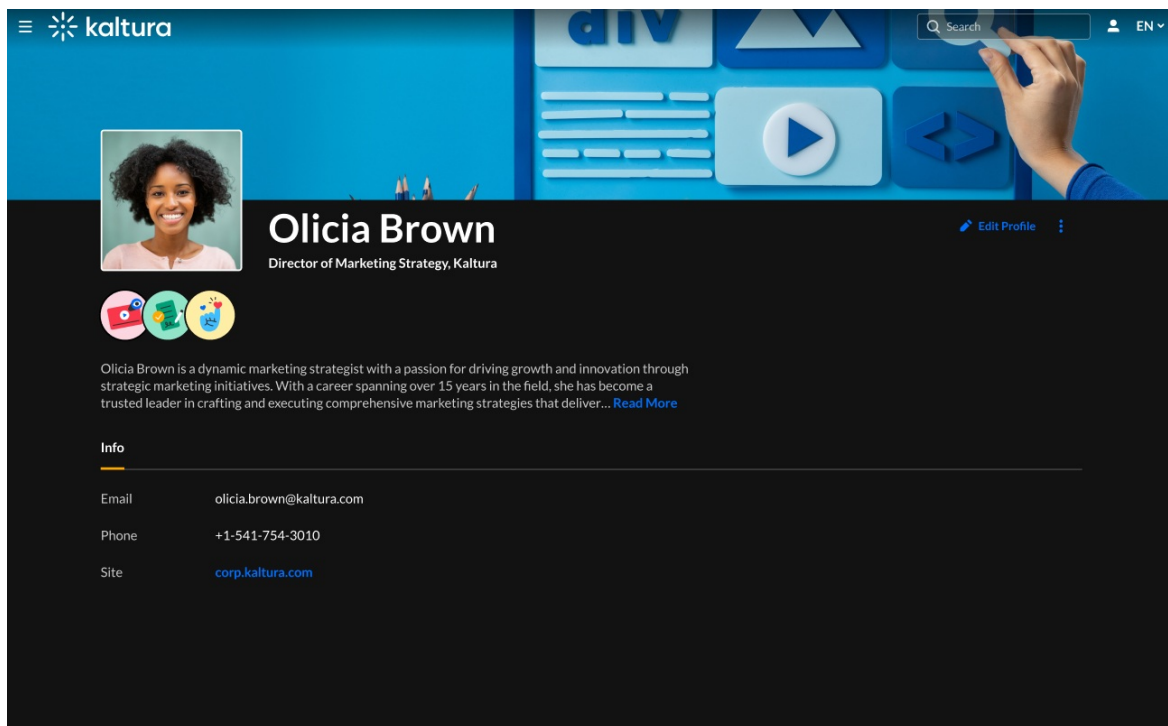 kaltura
div
Search
EN
Olicia Brown
Edit Profile
Director of Marketing Strategy, Kaltura
Olicia Brown is a dynamic marketing strategist with a passion for driving growth and innovation through
strategic marketing initiatives. With a career spanning over 15 years in the field, she has become a
trusted leader in crafting and executing comprehensive marketing strategies that deliver... Read More
Info
Email olicia.brown@kaltura.com
Phone +1-541-754-3010
Site corp.kaltura.com